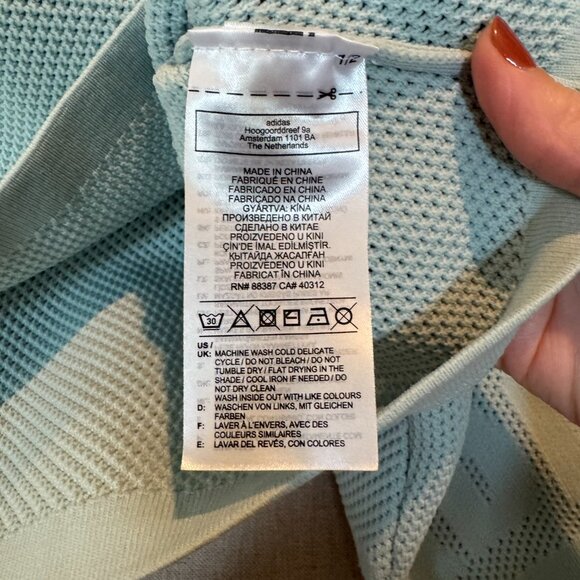 1/2
adidas
Hoogoorddreef 9a
Amsterdam 1101 BA
The Netherlands
MADE IN CHINA
FABRIQUÉ EN CHINE
FABRICADO EN CHINA
FABRICADO NA CHINA
GYÁRTVA: KÍNA
ПРОИЗВЕДЕНО В КИТАЙ
СДЕЛАНО В КИТАЕ
PROIZVEDENO U KINI
ÇIN'DE İMAL EDİLMİŞTİR.
ҚЫТАЙДА ЖАСАЛҒАН
PROIZVEDENO U KINI
FABRICAT ÎN CHINA
RN# 88387 CA# 40312
30
US /
UK: MACHINE WASH COLD DELICATE
CYCLE / DO NOT BLEACH / DO NOT
TUMBLE DRY / FLAT DRYING IN THE
SHADE / COOL IRON IF NEEDED / DO
NOT DRY CLEAN
WASH INSIDE OUT WITH LIKE COLOURS
D: WASCHEN VON LINKS, MIT GLEICHEN
FARBEN
F: LAVER À L'ENVERS, AVEC DES
COULEURS SIMILAIRES
E: LAVAR DEL REVÉS, CON COLORES